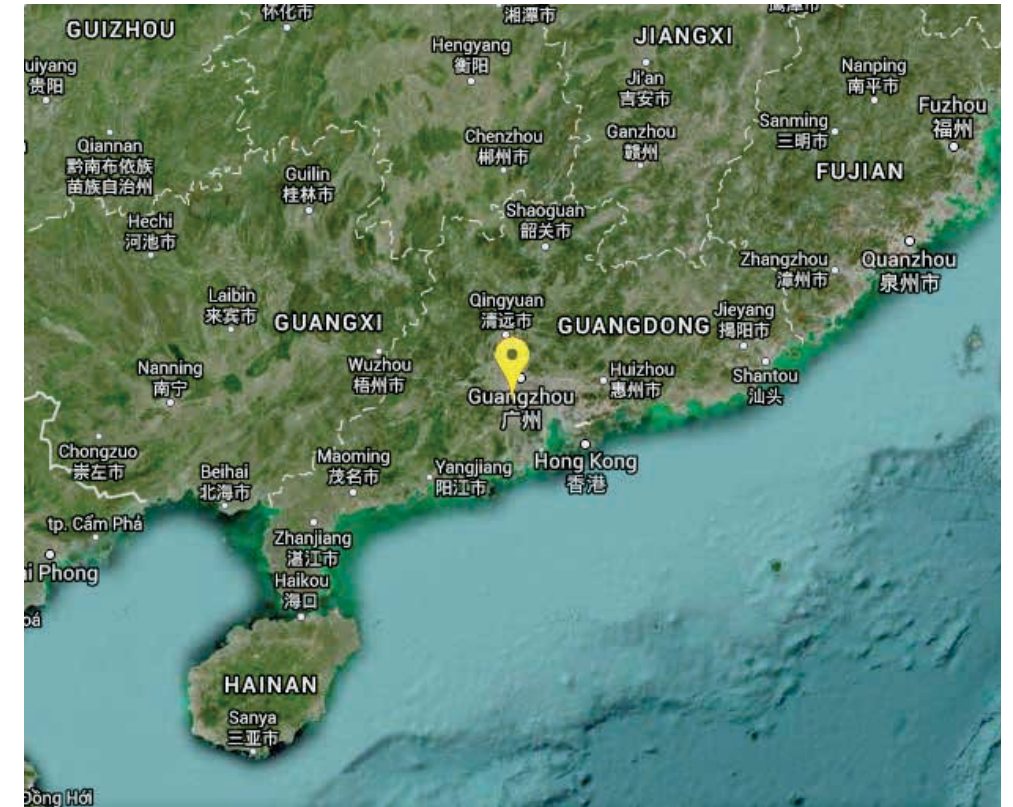 怀化市
湘潭市
鹰潭市
GUIZHOU
JIANGXI
Hengyang
衡阳
uiyang
贵阳
Ji'an
吉安市
Nanping
南平市
Fuzhou
福州
Qiannan
黔南布依族
苗族自治州
Chenzhou
郴州市
Ganzhou
赣州
Sanming
三明市
Guilin
桂林市
FUJIAN
Hechi
河池市
Shaoguan
韶关市
Zhangzhou
漳州市
Quanzhou
泉州市
Laibin
来宾市
GUANGXI
Qingyuan
清远市
GUANGDONG
Jieyang
揭阳市
Nanning
南宁
Wuzhou
梧州市
Huizhou
惠州市
Shantou
汕头
Guangzhou
广州
Chongzuo
崇左市
Beihai
北海市
Maoming
茂名市
Yangjiang
阳江市
Hong Kong
香港
tp. Cẩm Phả
Zhanjiang
湛江市
i Phong
Haikou
海口
oá
HAINAN
Sanya
三亚市
Đồng Hới